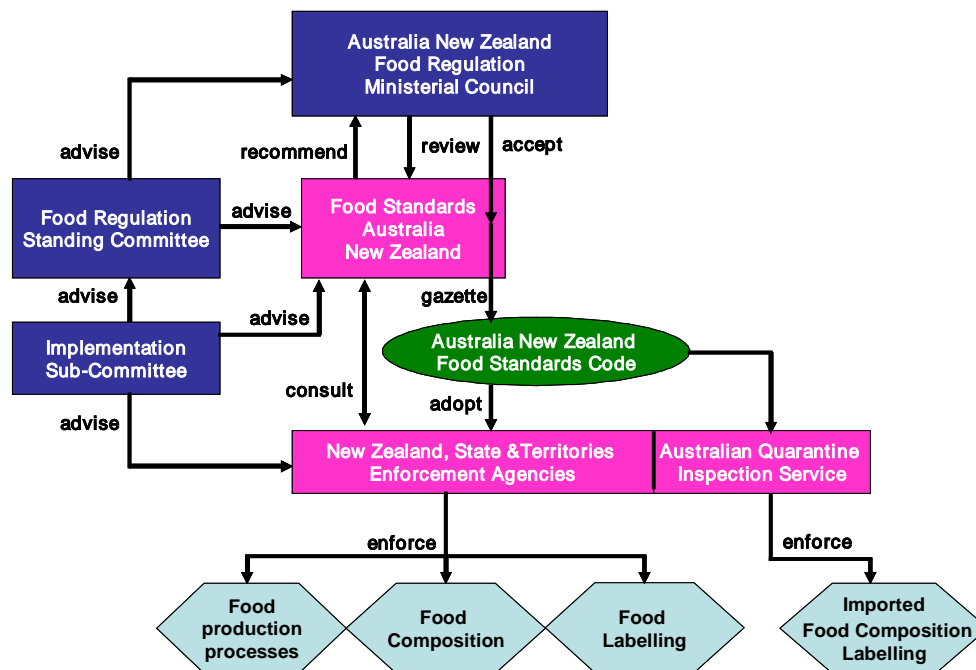 Australia New Zealand
Food Regulation
Ministerial Council
advise
recommend
review
accept
Food Regulation
Standing Committee
advise
Food Standards
Australia
New Zealand
advise
advise
gazette
Implementation
Sub-Committee
Australia New Zealand
Food Standards Code
consult
adopt
advise
New Zealand, State &Territories
Enforcement Agencies
Australian Quarantine
Inspection Service
enforce
enforce
Food
production
processes
Food
Composition
Food
Labelling
Imported
Food Composition
Labelling